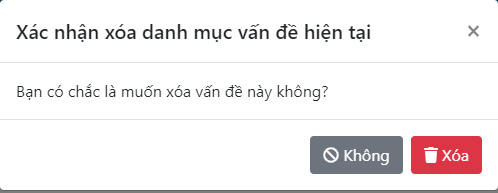 Xác nhận xóa danh mục vấn đề hiện tại ×
Bạn có chắc là muốn xóa vấn đề này không?
Không Xóa